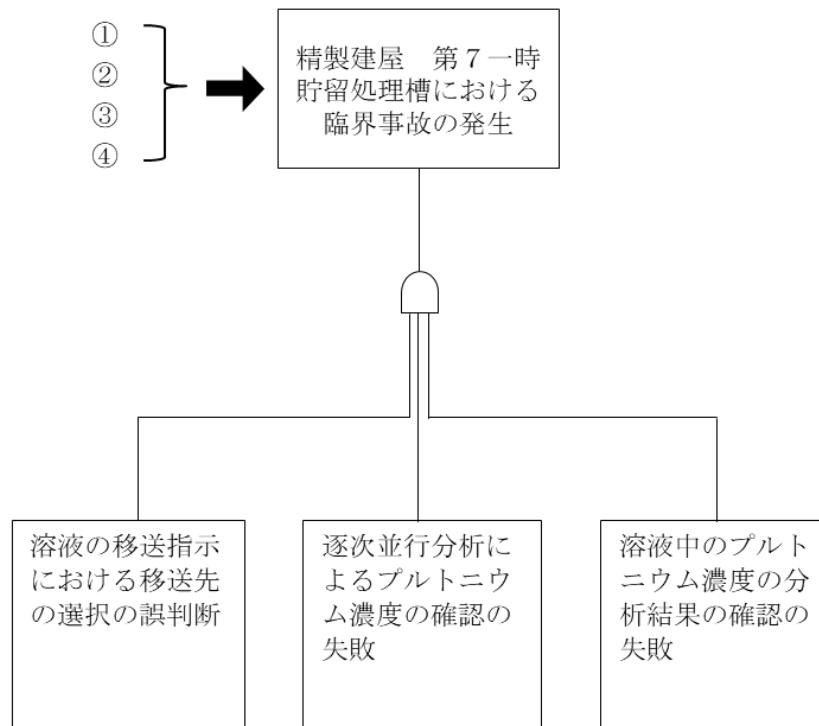 ①
②
③
④
精製建屋　第７一時
貯留処理槽における
臨界事故の発生
溶液の移送指示
における移送先
の選択の誤判断
逐次並行分析に
よるプルトニウ
ム濃度の確認の
失敗
溶液中のプルト
ニウム濃度の分
析結果の確認の
失敗